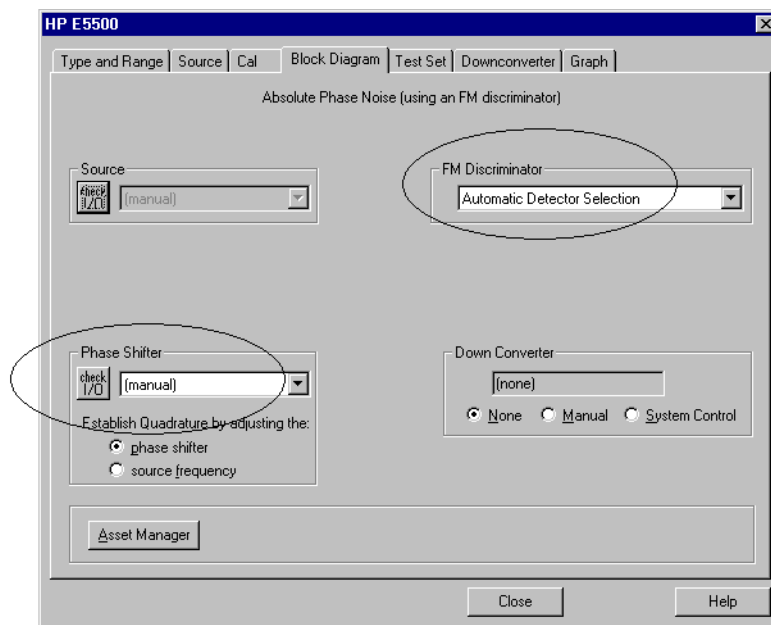 HP E5500
Type and Range Source Cal Block Diagram Test Set Downconverter Graph
Absolute Phase Noise (using an FM discriminator)
Source
check I/O
(manual)
FM Discriminator
Automatic Detector Selection
Phase Shifter
check I/O
(manual)
Establish Quadrature by adjusting the:
phase shifter
source frequency
Down Converter
(none)
None Manual System Control
Asset Manager
Close Help